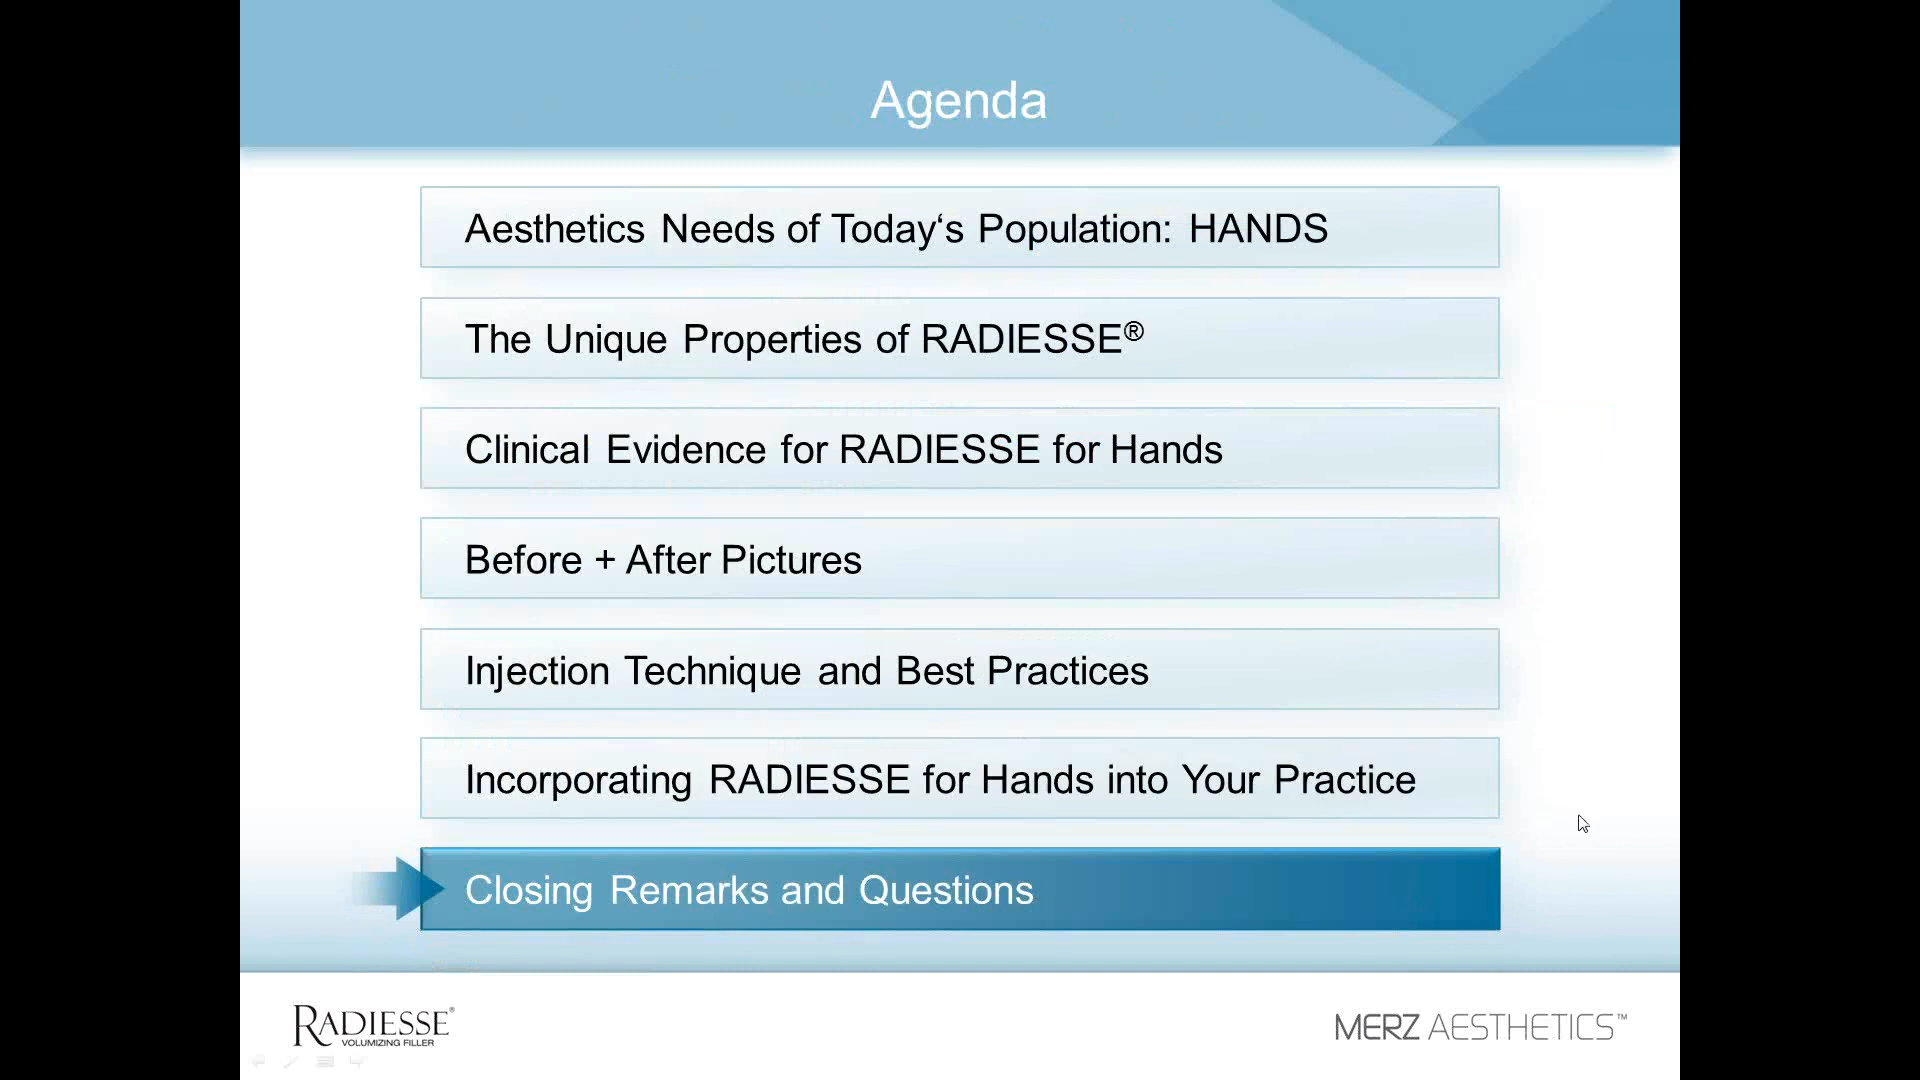 Agenda
Aesthetics Needs of Today‘s Population: HANDS
The Unique Properties of RADIESSE®
Clinical Evidence for RADIESSE for Hands
Before + After Pictures
Injection Technique and Best Practices
Incorporating RADIESSE for Hands into Your Practice
Closing Remarks and Questions
RADIESSE®
VOLUMIZING FILLER
MERZ AESTHETICS™